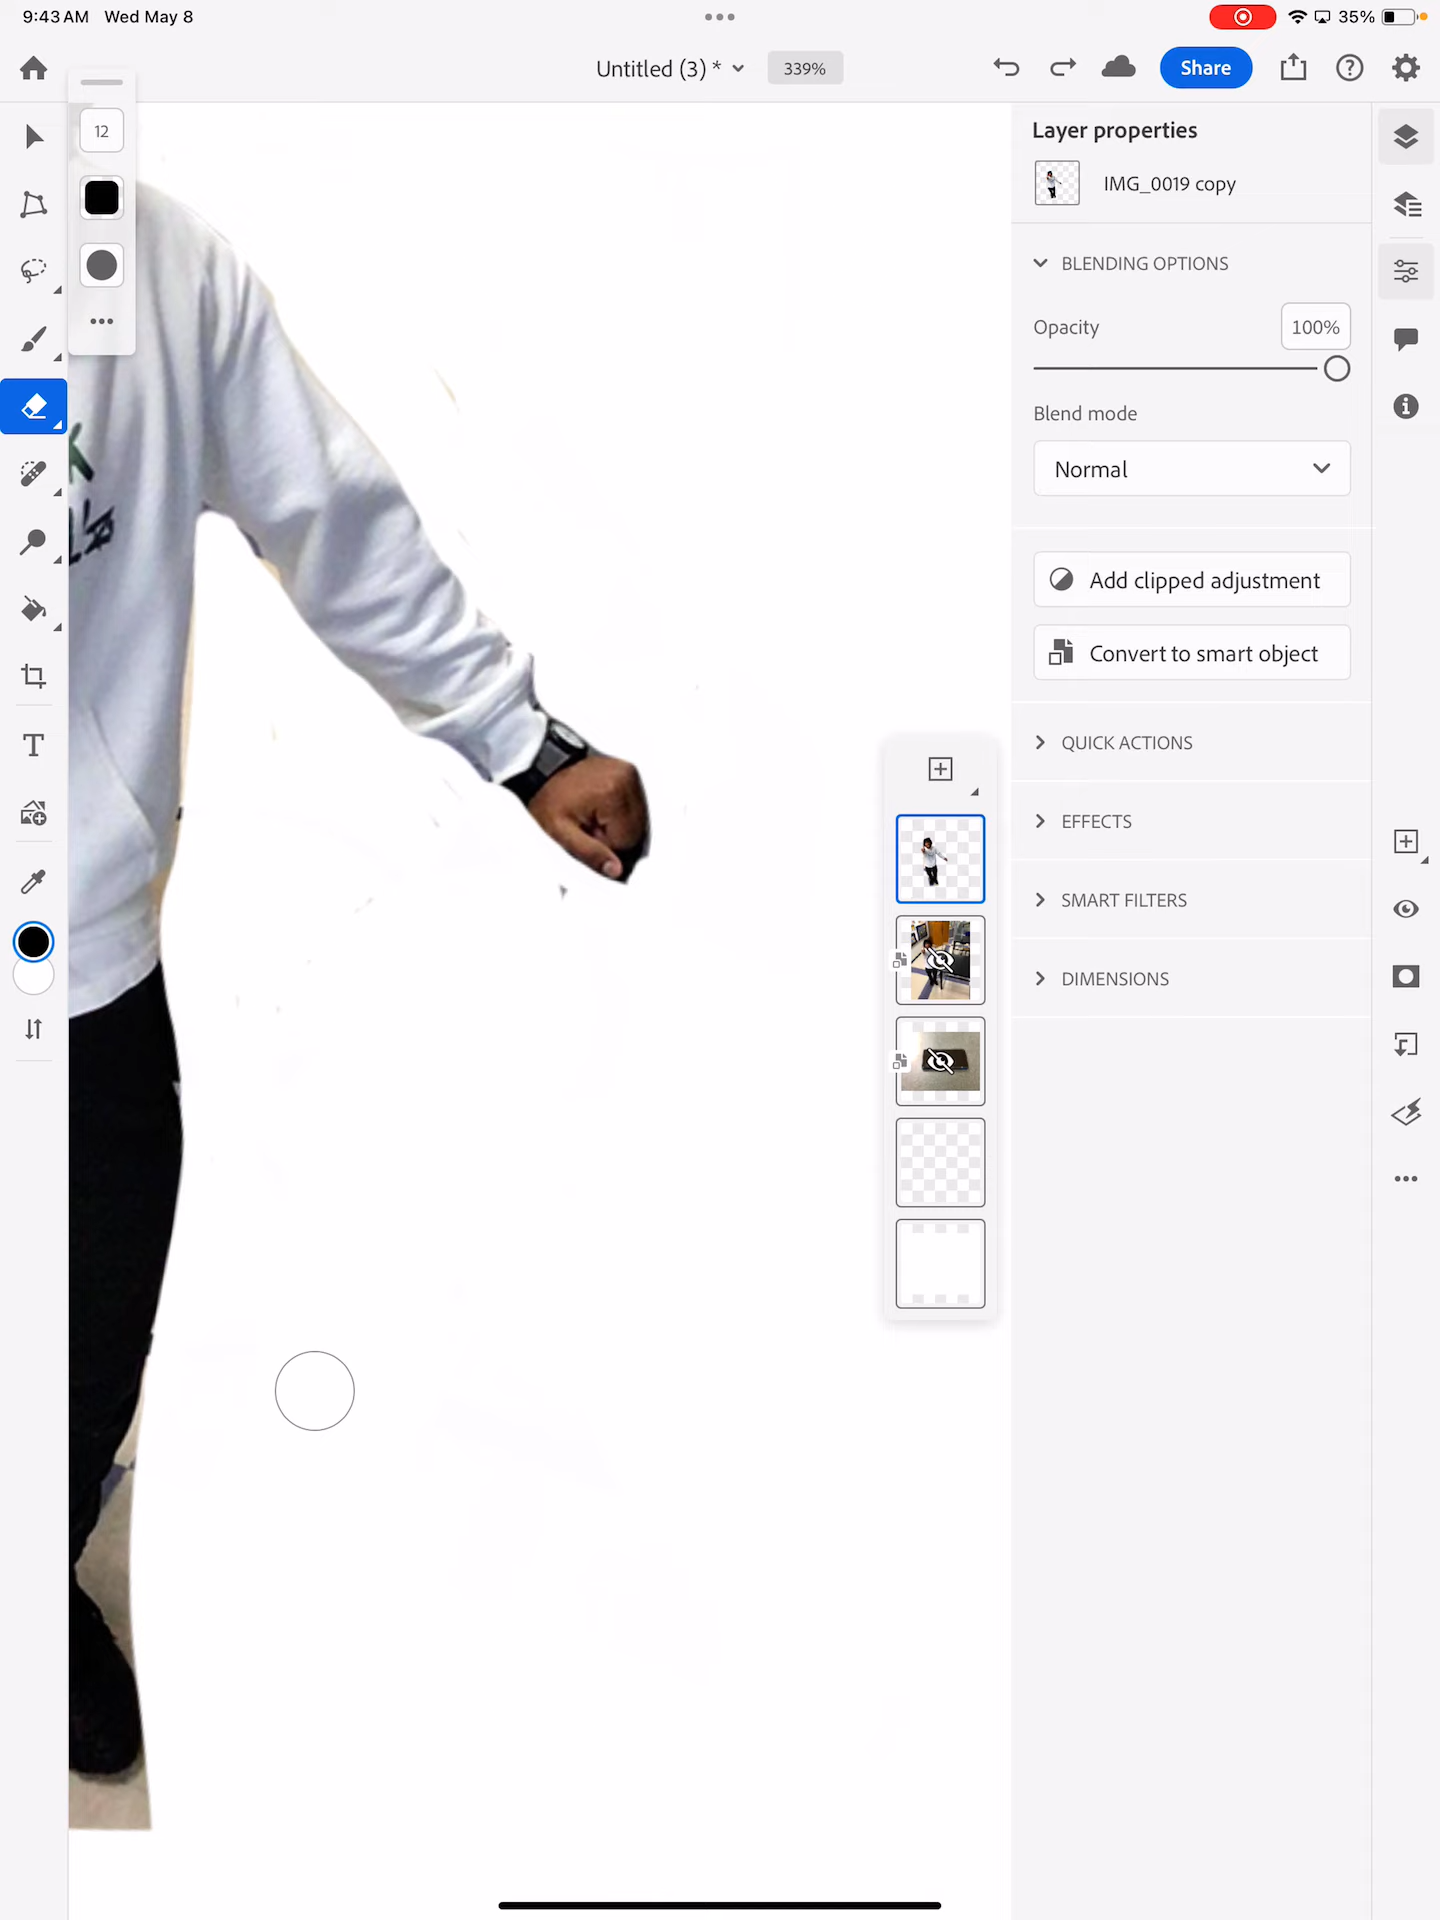 9:43 AM Wed May 8
35%
Untitled (3) *
339%
Share
12
Layer properties
IMG_0019 copy
BLENDING OPTIONS
Opacity
100%
Blend mode
Normal
Add clipped adjustment
Convert to smart object
QUICK ACTIONS
EFFECTS
SMART FILTERS
DIMENSIONS
T